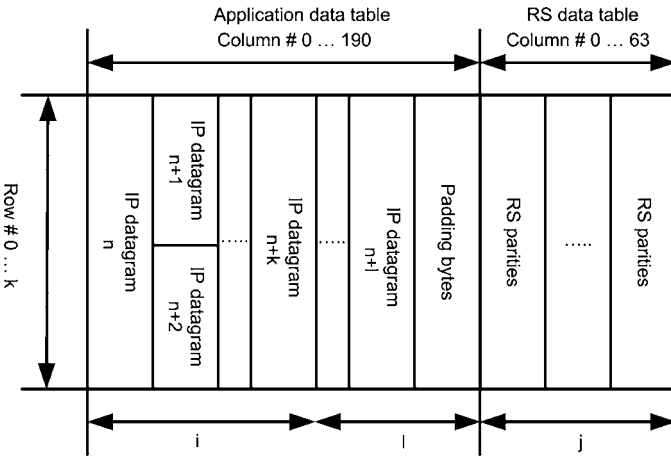 Application data table
Column # 0 ... 190
RS data table
Column # 0 ... 63
Row # 0 ... k
IP datagram
n
IP datagram
n+1
IP datagram
n+2
.....
IP datagram
n+k
.....
IP datagram
n+l
Padding bytes
RS parities
.....
RS parities
i
l
j